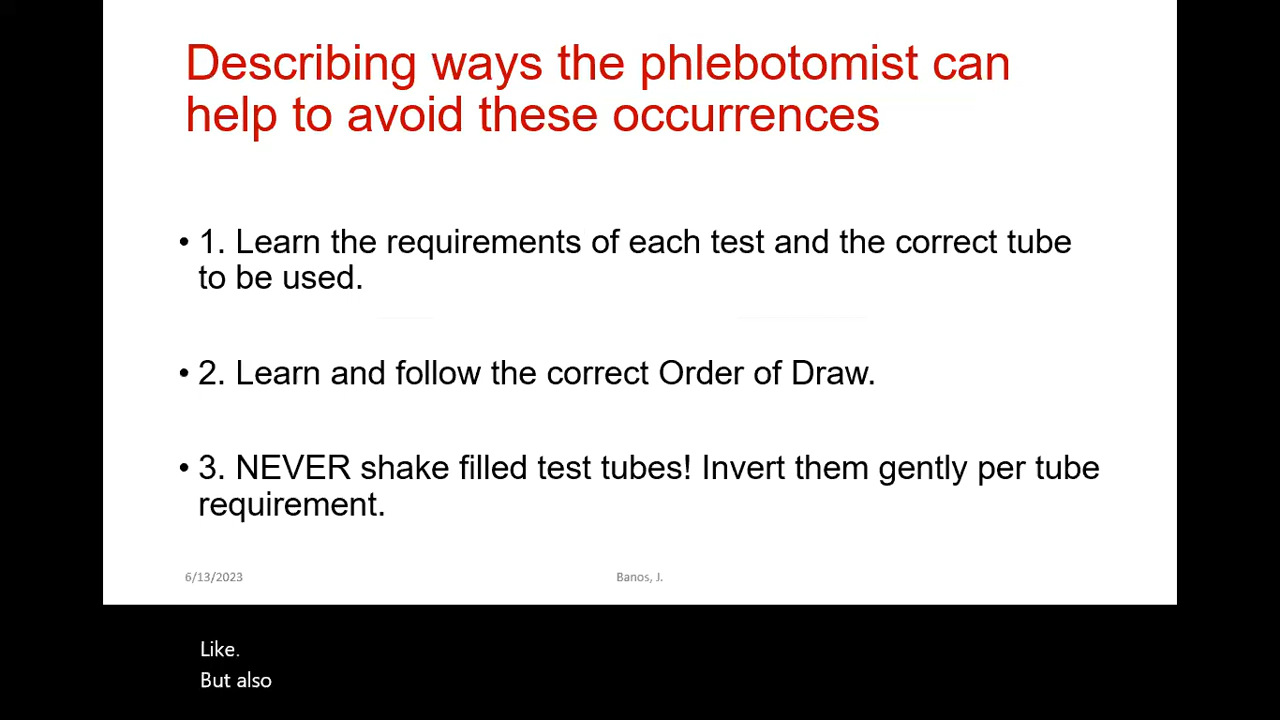 Describing ways the phlebotomist can
help to avoid these occurrences
• 1. Learn the requirements of each test and the correct tube
to be used.
• 2. Learn and follow the correct Order of Draw.
• 3. NEVER shake filled test tubes! Invert them gently per tube
requirement.
6/13/2023
Banos, J.
Like.
But also